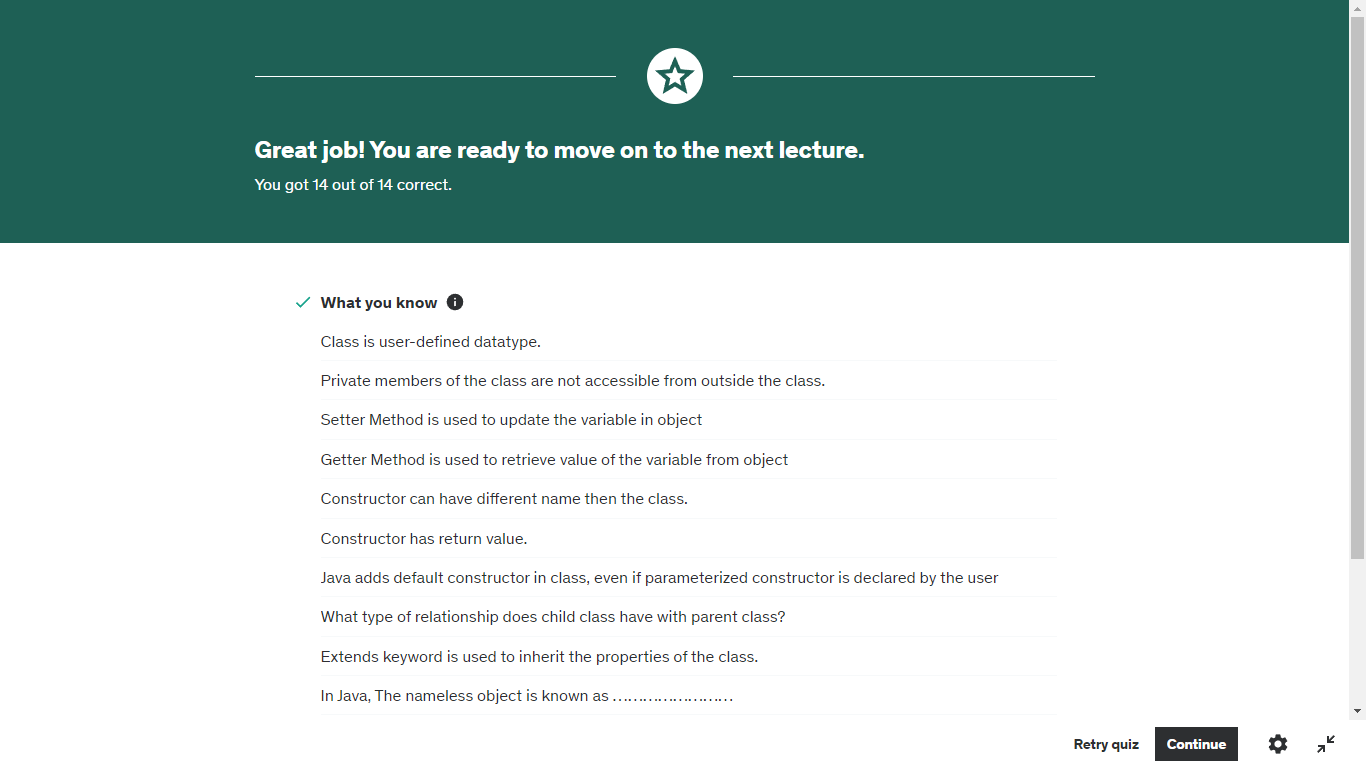 Great job! You are ready to move on to the next lecture.
You got 14 out of 14 correct.
What you know
Class is user-defined datatype.
Private members of the class are not accessible from outside the class.
Setter Method is used to update the variable in object
Getter Method is used to retrieve value of the variable from object
Constructor can have different name then the class.
Constructor has return value.
Java adds default constructor in class, even if parameterized constructor is declared by the user
What type of relationship does child class have with parent class?
Extends keyword is used to inherit the properties of the class.
In Java, The nameless object is known as ……………………
Retry quiz
Continue